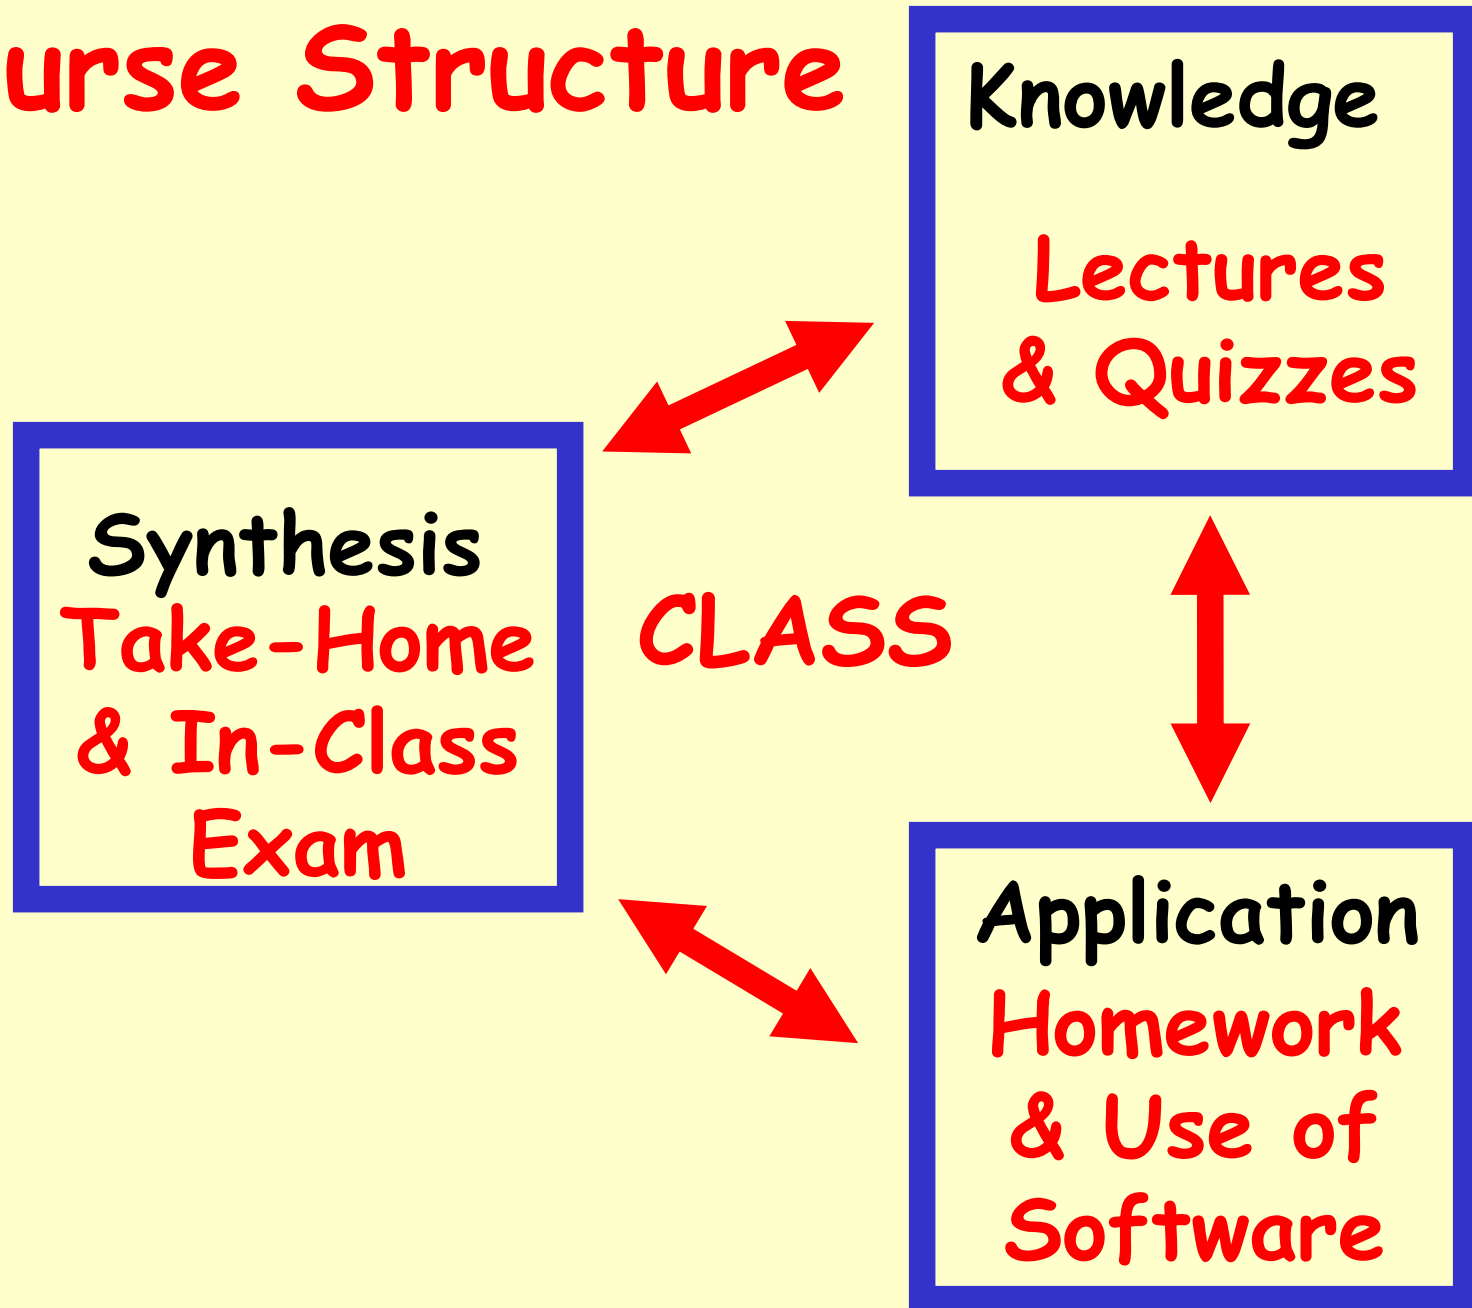 urse Structure
Knowledge
Lectures
& Quizzes
Synthesis
Take-Home
& In-Class
Exam
CLASS
Application
Homework
& Use of
Software